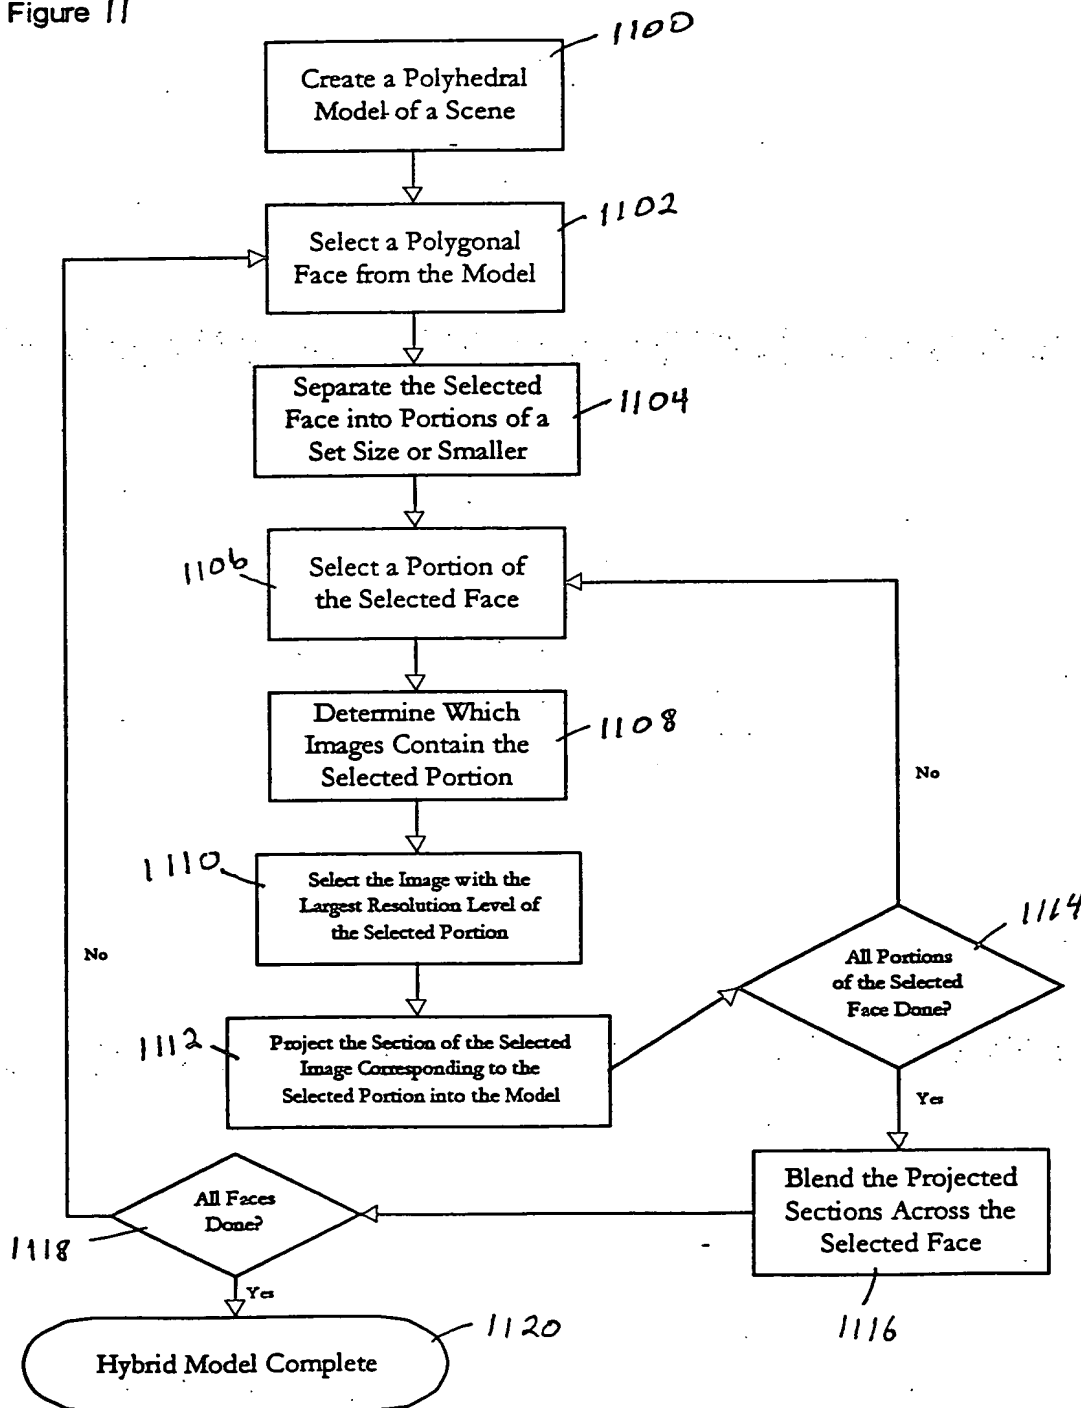 Figure 11
1100
Create a Polyhedral
Model of a Scene
1102
Select a Polygonal
Face from the Model
1104
Separate the Selected
Face into Portions of a
Set Size or Smaller
1106
Select a Portion of
the Selected Face
1108
Determine Which
Images Contain the
Selected Portion
No
1110
Select the Image with the
Largest Resolution Level of
the Selected Portion
1114
All Portions
of the Selected
Face Done?
No
1112
Project the Section of the Selected
Image Corresponding to the
Selected Portion into the Model
Yes
Blend the Projected
Sections Across the
Selected Face
1116
All Faces
Done?
1118
Yes
1120
Hybrid Model Complete